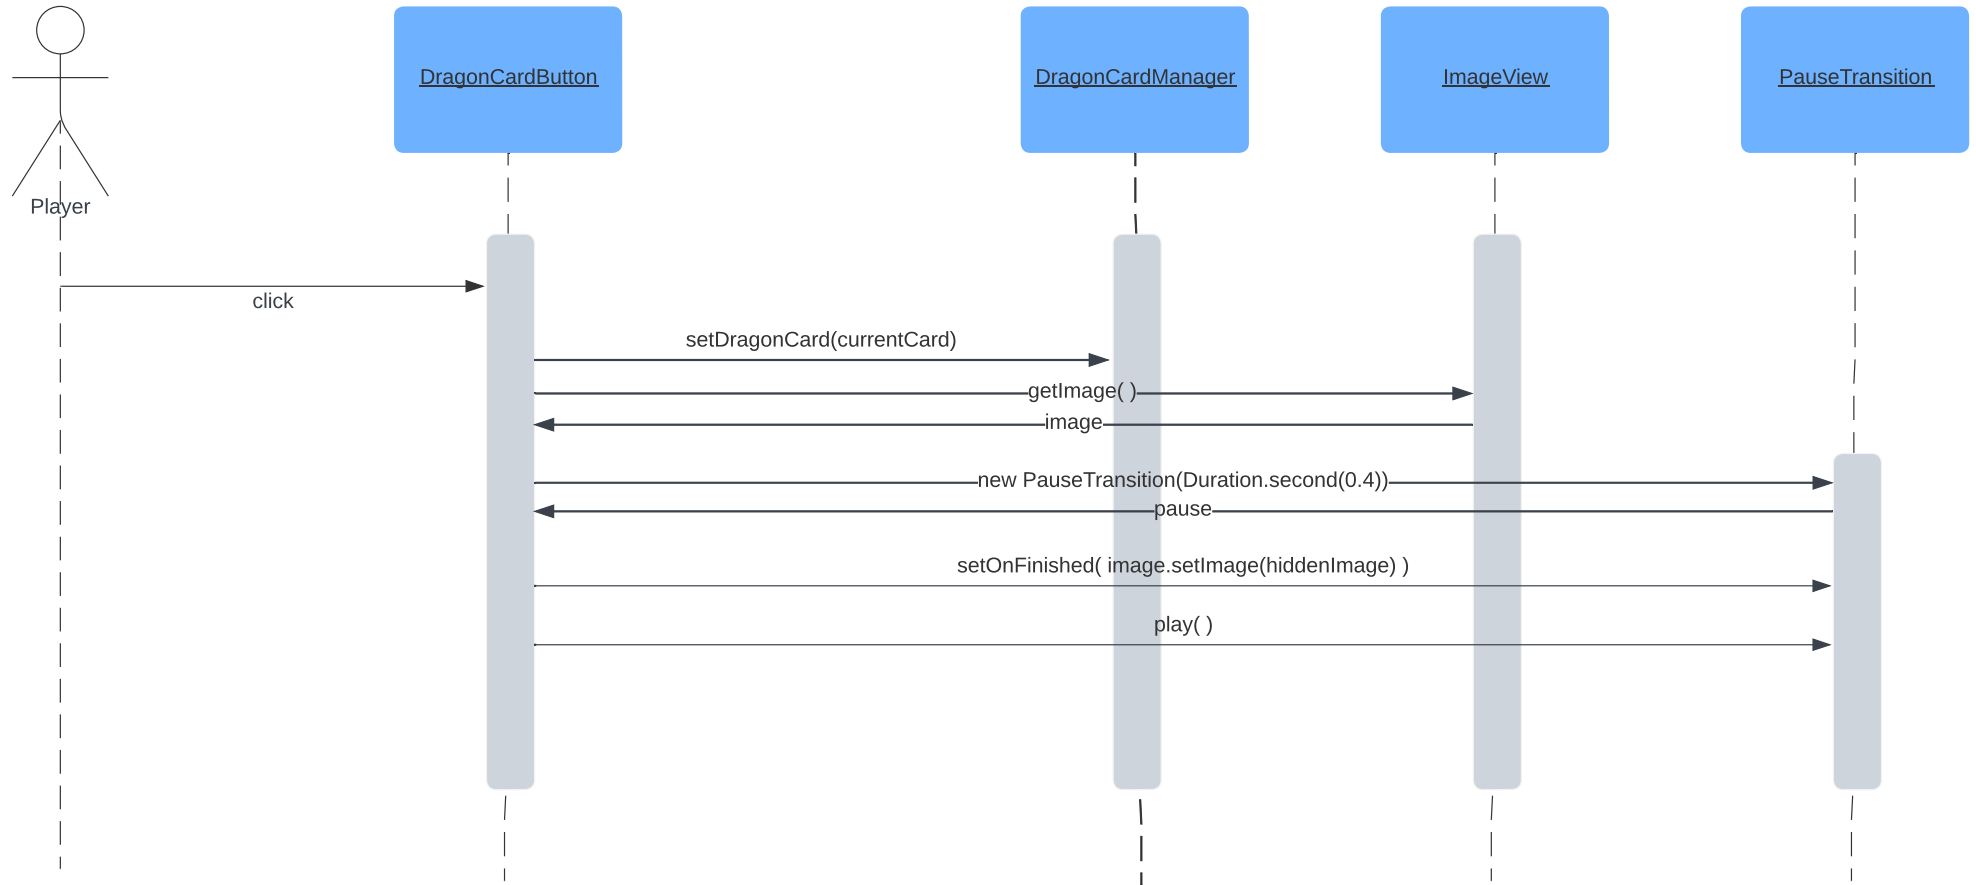 DragonCardButton
DragonCardManager
ImageView
PauseTransition
Player
click
setDragonCard(currentCard)
getImage( )
image
new PauseTransition(Duration.second(0.4))
pause
setOnFinished( image.setImage(hiddenImage) )
play( )